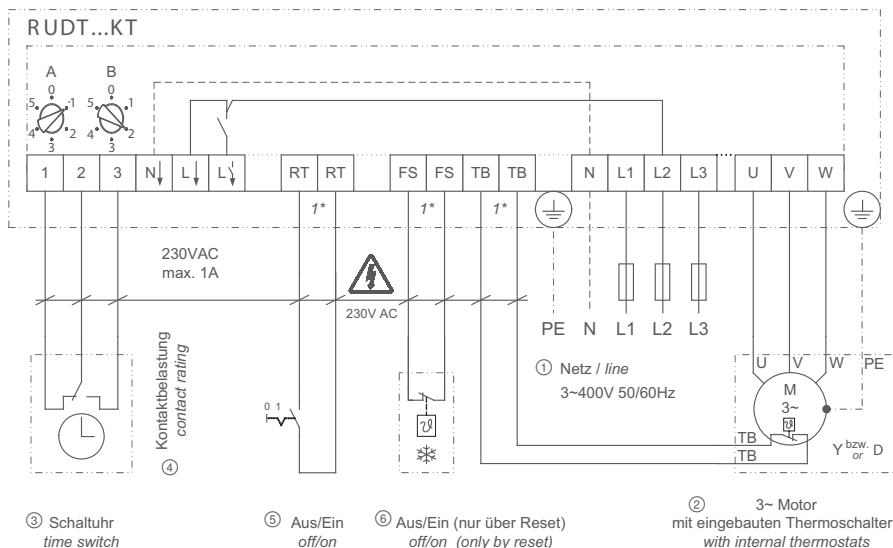 RUDT...KT
A B
0 0
5 1 5 1
4 2 4 2
3 3
1 2 3 N L L RT RT FS FS TB TB N L1 L2 L3 U V W
1* 1* 1*
230VAC
max. 1A
230V AC
PE N L1 L2 L3
① Netz / line
3~400V 50/60Hz
Kontaktbelastung
contact rating
④
0 1
ϑ
U V W PE
M
3~
ϑ
TB
TB
Y bzw. or D
③ Schaltuhr
time switch
⑤ Aus/Ein
off/on
⑥ Aus/Ein (nur über Reset)
off/on (only by reset)
② 3~ Motor
mit eingebauten Thermoschalter
with internal thermostats